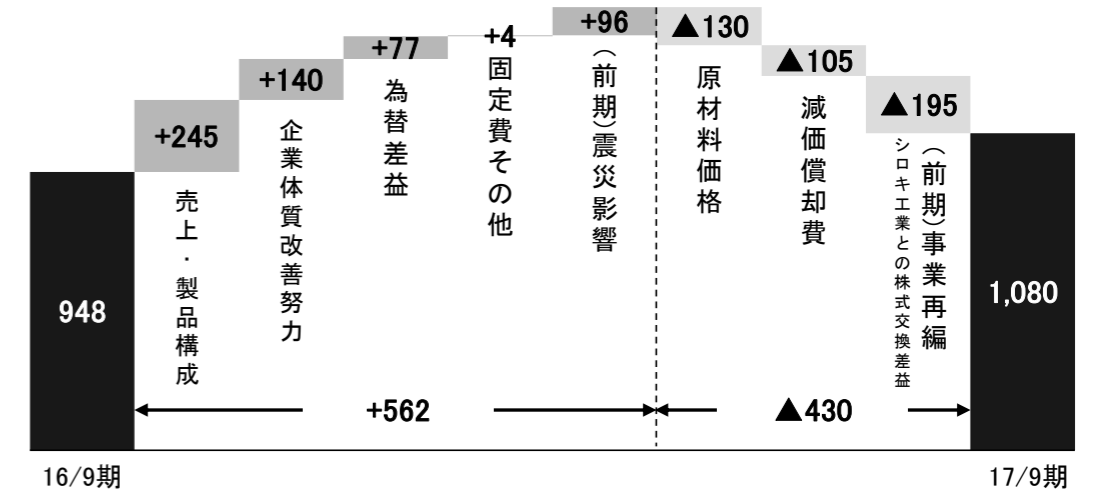 948
+245
売上・製品構成
+140
企業体質改善努力
+77
為替差益
+4
固定費その他
+96
（前期）震災影響
▲130
原材料価格
▲105
減価償却費
▲195
（前期）事業再編
シロキ工業との株式交換差益
1,080
+562
▲430
16/9期
17/9期